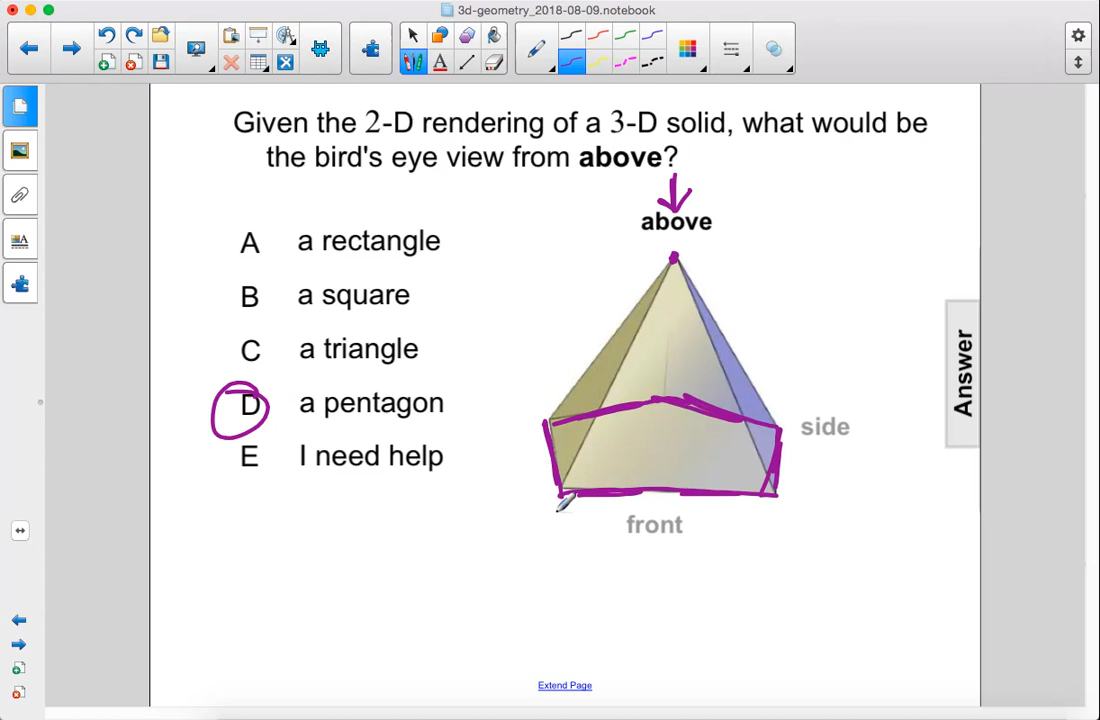 3d-geometry_2018-08-09.notebook
Given the 2-D rendering of a 3-D solid, what would be
the bird's eye view from above?
above
A a rectangle
B a square
C a triangle
D a pentagon
E I need help
side
front
Answer
Extend Page